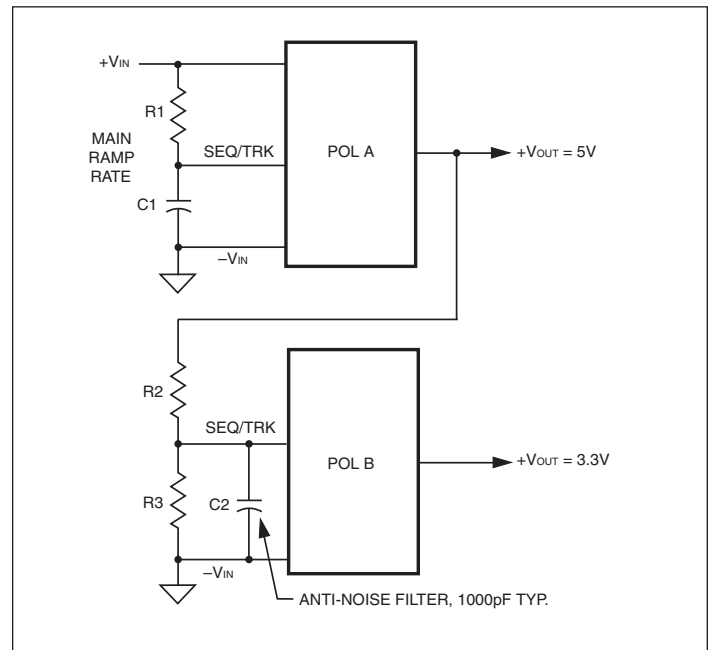 +VIN
R1
MAIN
RAMP
RATE
SEQ/TRK
POL A
+VOUT = 5V
C1
–VIN
R2
SEQ/TRK
POL B
+VOUT = 3.3V
R3
C2
–VIN
ANTI-NOISE FILTER, 1000pF TYP.